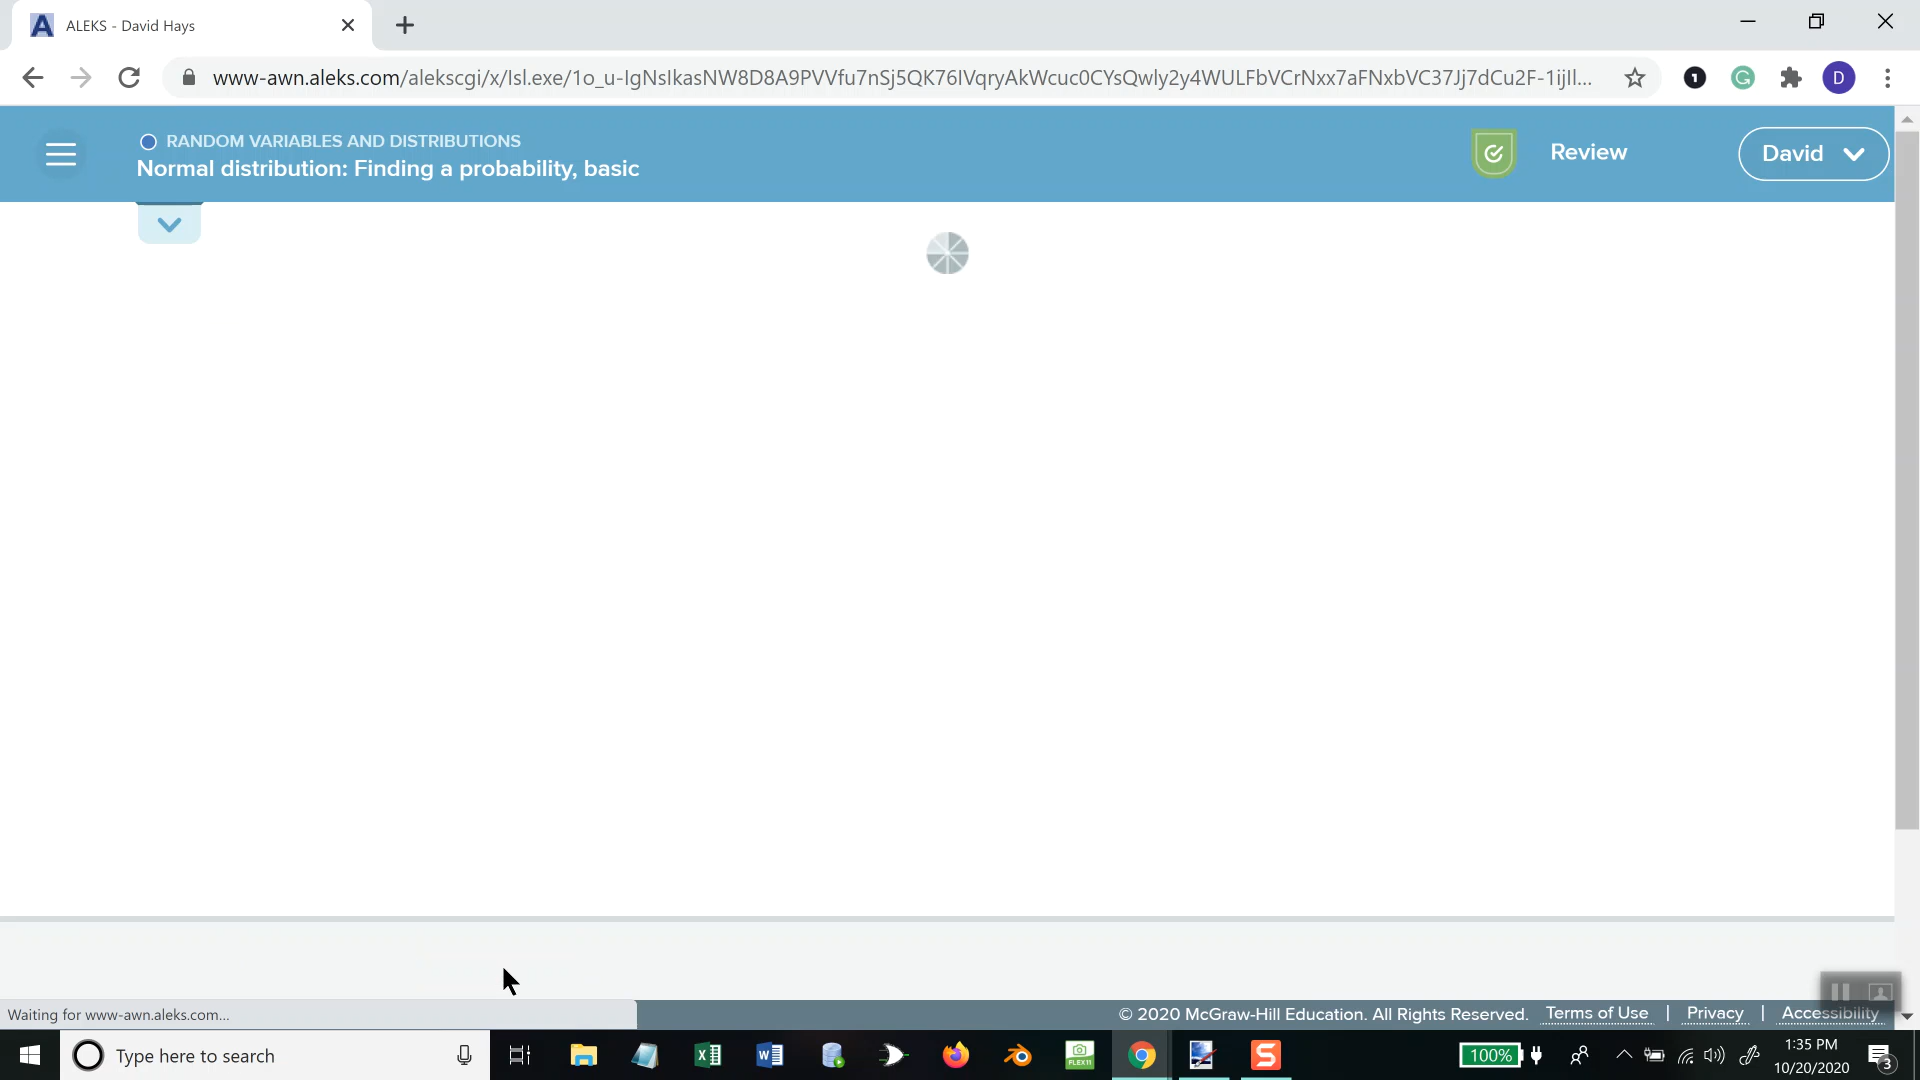 ALEKS - David Hays
www-awn.aleks.com/alekscgi/x/Isl.exe/1o_u-IgNsIkasNW8D8A9PVVfu7nSj5QK76IVqryAkWcuc0CYsQwly2y4WULFbVCrNxx7aFNxbVC37Jj7dCu2F-1ijIl...
RANDOM VARIABLES AND DISTRIBUTIONS
Normal distribution: Finding a probability, basic
Review
David
Waiting for www-awn.aleks.com...
© 2020 McGraw-Hill Education. All Rights Reserved. Terms of Use | Privacy | Accessibility
Type here to search
100%
1:35 PM
10/20/2020
3